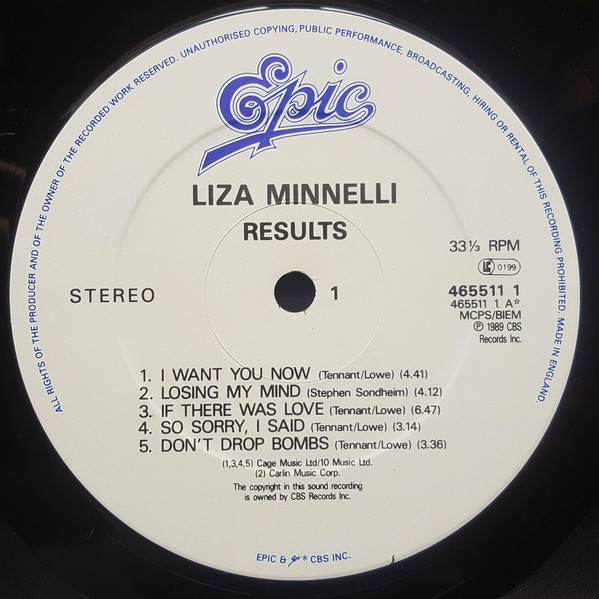 ALL RIGHTS OF THE PRODUCER AND OF THE OWNER OF THE RECORDED WORK RESERVED. UNAUTHORISED COPYING, PUBLIC PERFORMANCE, BROADCASTING, HIRING OR RENTAL OF THIS RECORDING PROHIBITED. MADE IN ENGLAND.
Epic
LIZA MINNELLI
RESULTS
33⅓ RPM
LC 0199
STEREO
1
465511 1
465511 1 A☆
MCPS/BIEM
℗ 1989 CBS
Records Inc.
1. I WANT YOU NOW (Tennant/Lowe) (4.41)
2. LOSING MY MIND (Stephen Sondheim) (4.12)
3. IF THERE WAS LOVE (Tennant/Lowe) (6.47)
4. SO SORRY, I SAID (Tennant/Lowe) (3.14)
5. DON'T DROP BOMBS (Tennant/Lowe) (3.36)
(1,3,4,5) Cage Music Ltd/10 Music Ltd.
(2) Carlin Music Corp.
The copyright in this sound recording
is owned by CBS Records Inc.
EPIC & ® CBS INC.